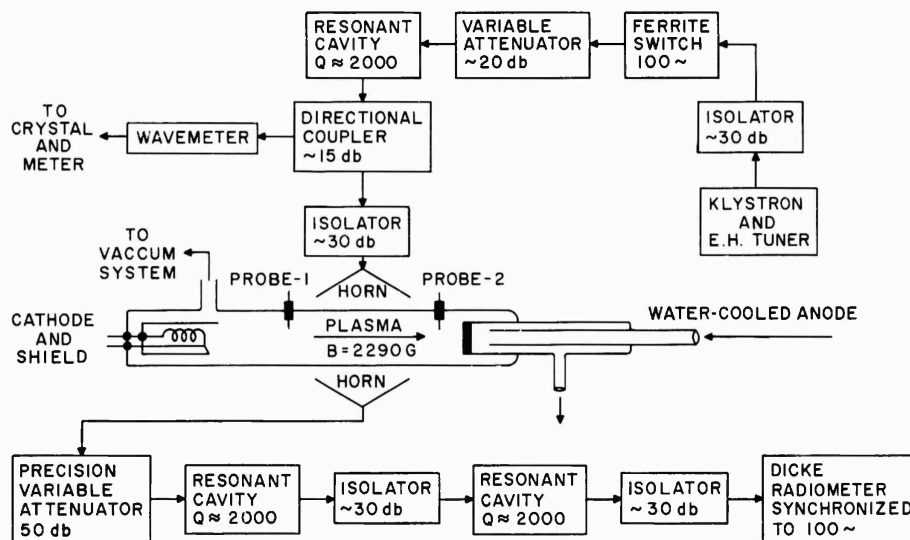 RESONANT
CAVITY
Q ≈ 2000
VARIABLE
ATTENUATOR
~20 db
FERRITE
SWITCH
100 ~
TO
CRYSTAL
AND
METER
WAVEMETER
DIRECTIONAL
COUPLER
~15 db
ISOLATOR
~30 db
KLYSTRON
AND
E.H. TUNER
ISOLATOR
~30 db
TO
VACCUM
SYSTEM
PROBE-1
HORN
PROBE-2
CATHODE
AND
SHIELD
PLASMA
B = 2290 G
WATER-COOLED ANODE
HORN
PRECISION
VARIABLE
ATTENUATOR
50 db
RESONANT
CAVITY
Q ≈ 2000
ISOLATOR
~30 db
RESONANT
CAVITY
Q ≈ 2000
ISOLATOR
~30 db
DICKE
RADIOMETER
SYNCHRONIZED
TO 100 ~